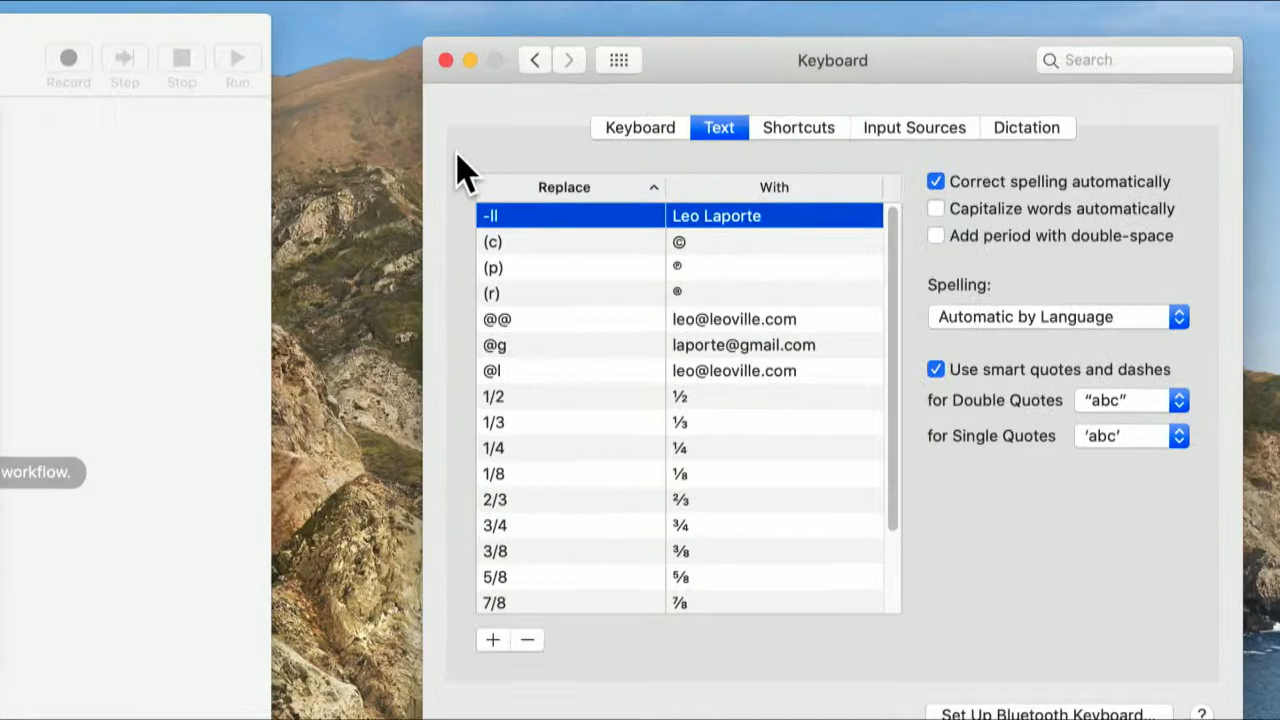 Record Step Stop Run
workflow.
Keyboard
Search
Keyboard Text Shortcuts Input Sources Dictation
Replace With
-ll Leo Laporte
(c) ©
(p) ℗
(r) ®
@@ leo@leoville.com
@g laporte@gmail.com
@l leo@leoville.com
1/2 ½
1/3 ⅓
1/4 ¼
1/8 ⅛
2/3 ⅔
3/4 ¾
3/8 ⅜
5/8 ⅝
7/8 ⅞
Correct spelling automatically
Capitalize words automatically
Add period with double-space
Spelling:
Automatic by Language
Use smart quotes and dashes
for Double Quotes “abc”
for Single Quotes ‘abc’
Set Up Bluetooth Keyboard... ?